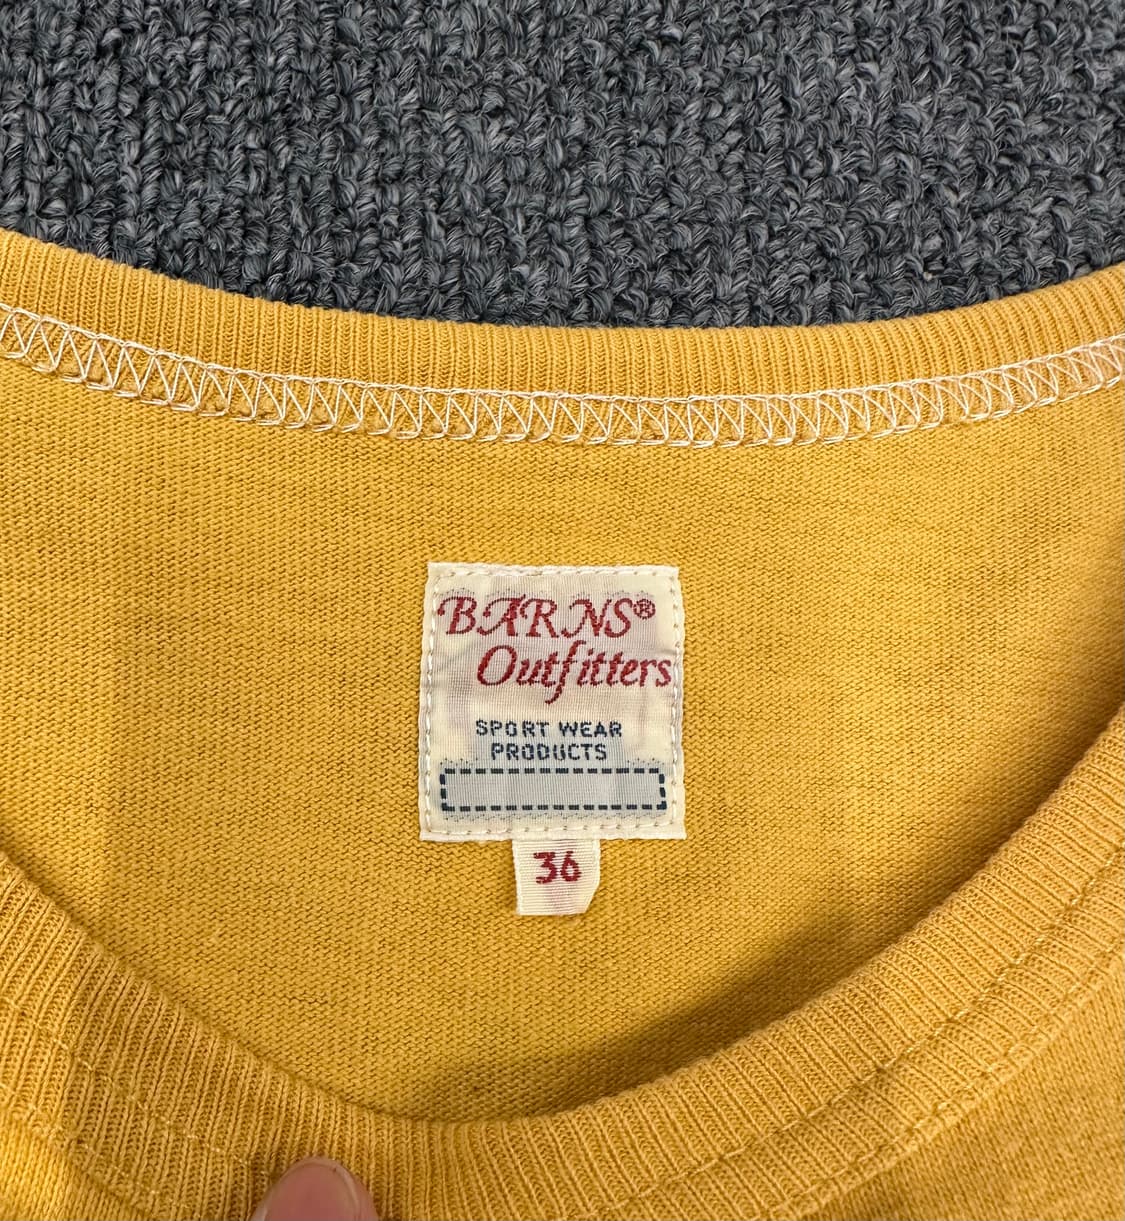 BARNS®
Outfitters
SPORT WEAR
PRODUCTS
36